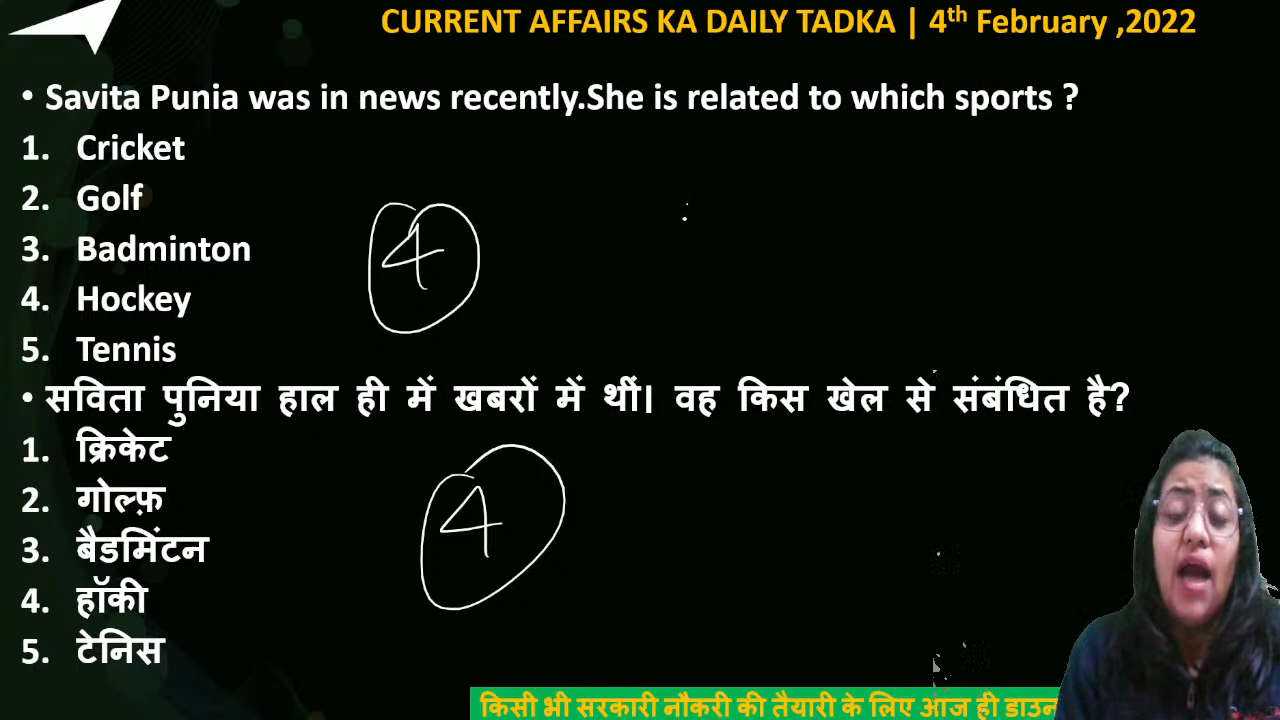 CURRENT AFFAIRS KA DAILY TADKA | 4th February ,2022
• Savita Punia was in news recently.She is related to which sports ?
1. Cricket
2. Golf
3. Badminton
4. Hockey
5. Tennis
4
• सविता पुनिया हाल ही में खबरों में थीं। वह किस खेल से संबंधित है?
1. क्रिकेट
2. गोल्फ़
3. बैडमिंटन
4. हॉकी
5. टेनिस
4
किसी भी सरकारी नौकरी की तैयारी के लिए आज ही